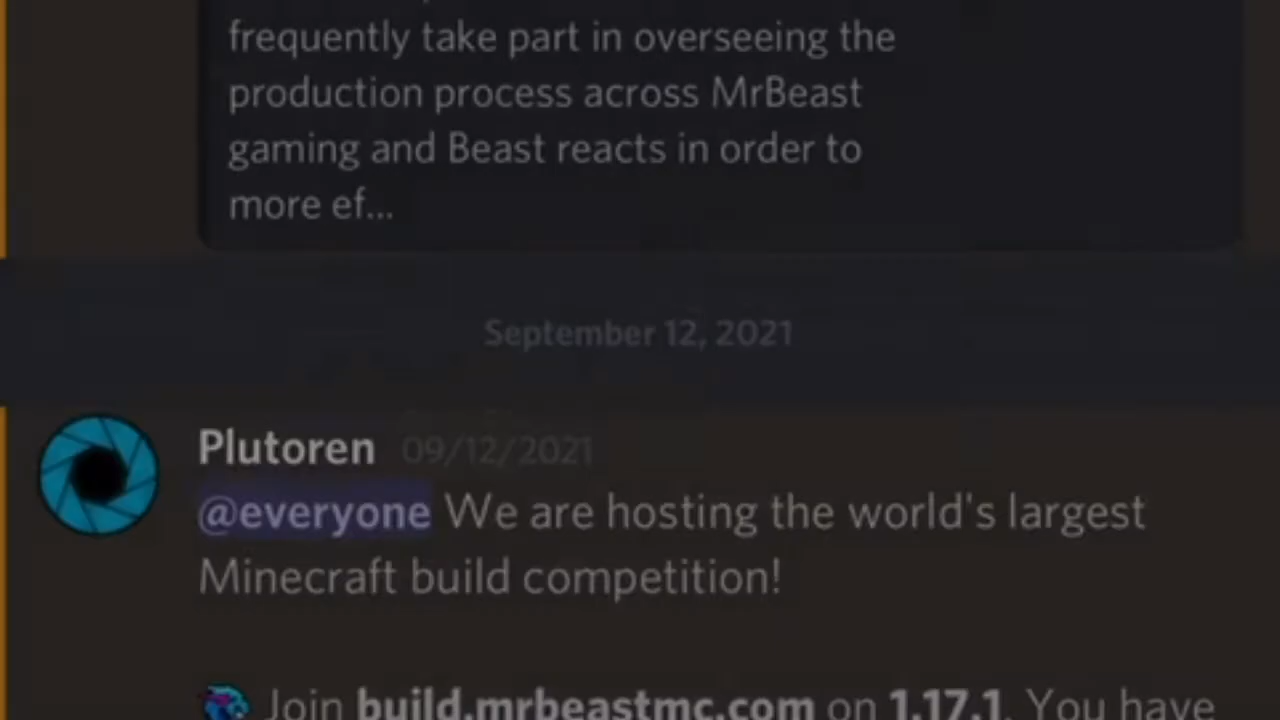 frequently take part in overseeing the
production process across MrBeast
gaming and Beast reacts in order to
more ef...
September 12, 2021
Plutoren 09/12/2021
@everyone We are hosting the world's largest
Minecraft build competition!
Join build.mrbeastmc.com on 1.17.1. You have